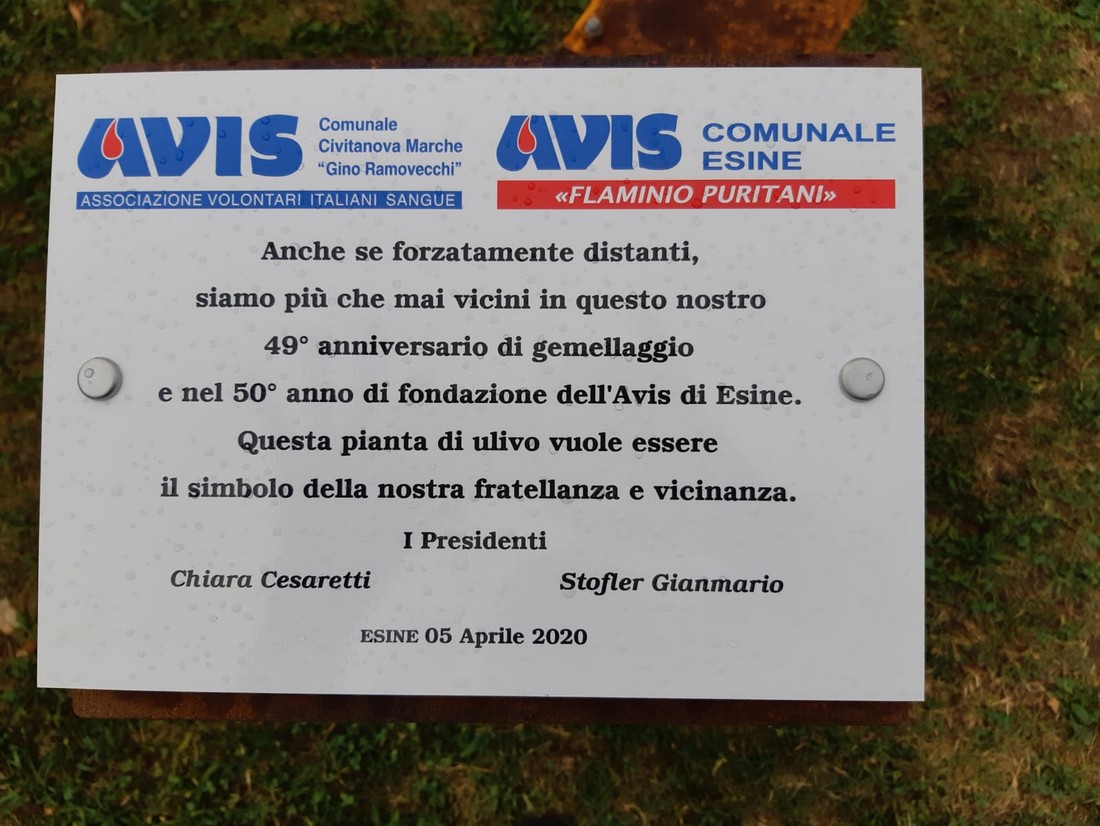 AVIS Comunale
Civitanova Marche
“Gino Ramovecchi”
ASSOCIAZIONE VOLONTARI ITALIANI SANGUE
AVIS COMUNALE
ESINE
«FLAMINIO PURITANI»
Anche se forzatamente distanti,
siamo più che mai vicini in questo nostro
49° anniversario di gemellaggio
e nel 50° anno di fondazione dell'Avis di Esine.
Questa pianta di ulivo vuole essere
il simbolo della nostra fratellanza e vicinanza.
I Presidenti
Chiara Cesaretti Stofler Gianmario
ESINE 05 Aprile 2020